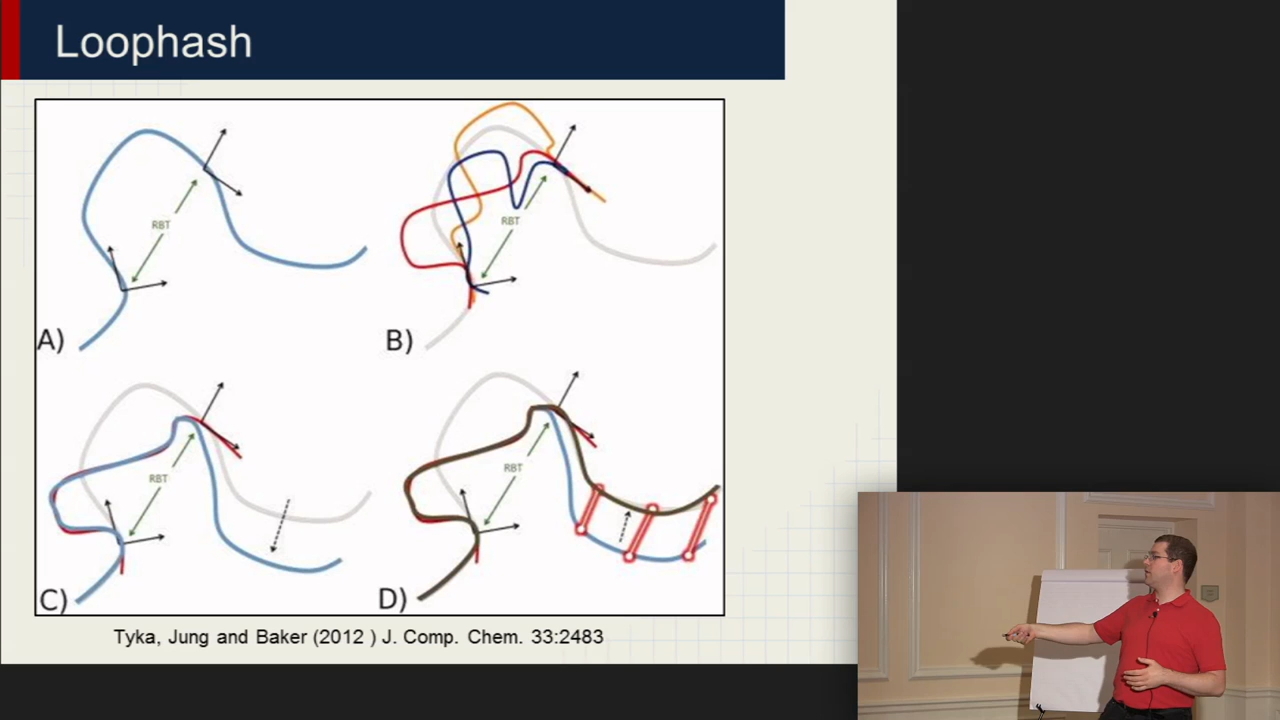 Loophash
RBT
A)
RBT
B)
RBT
C)
RBT
D)
Tyka, Jung and Baker (2012 ) J. Comp. Chem. 33:2483